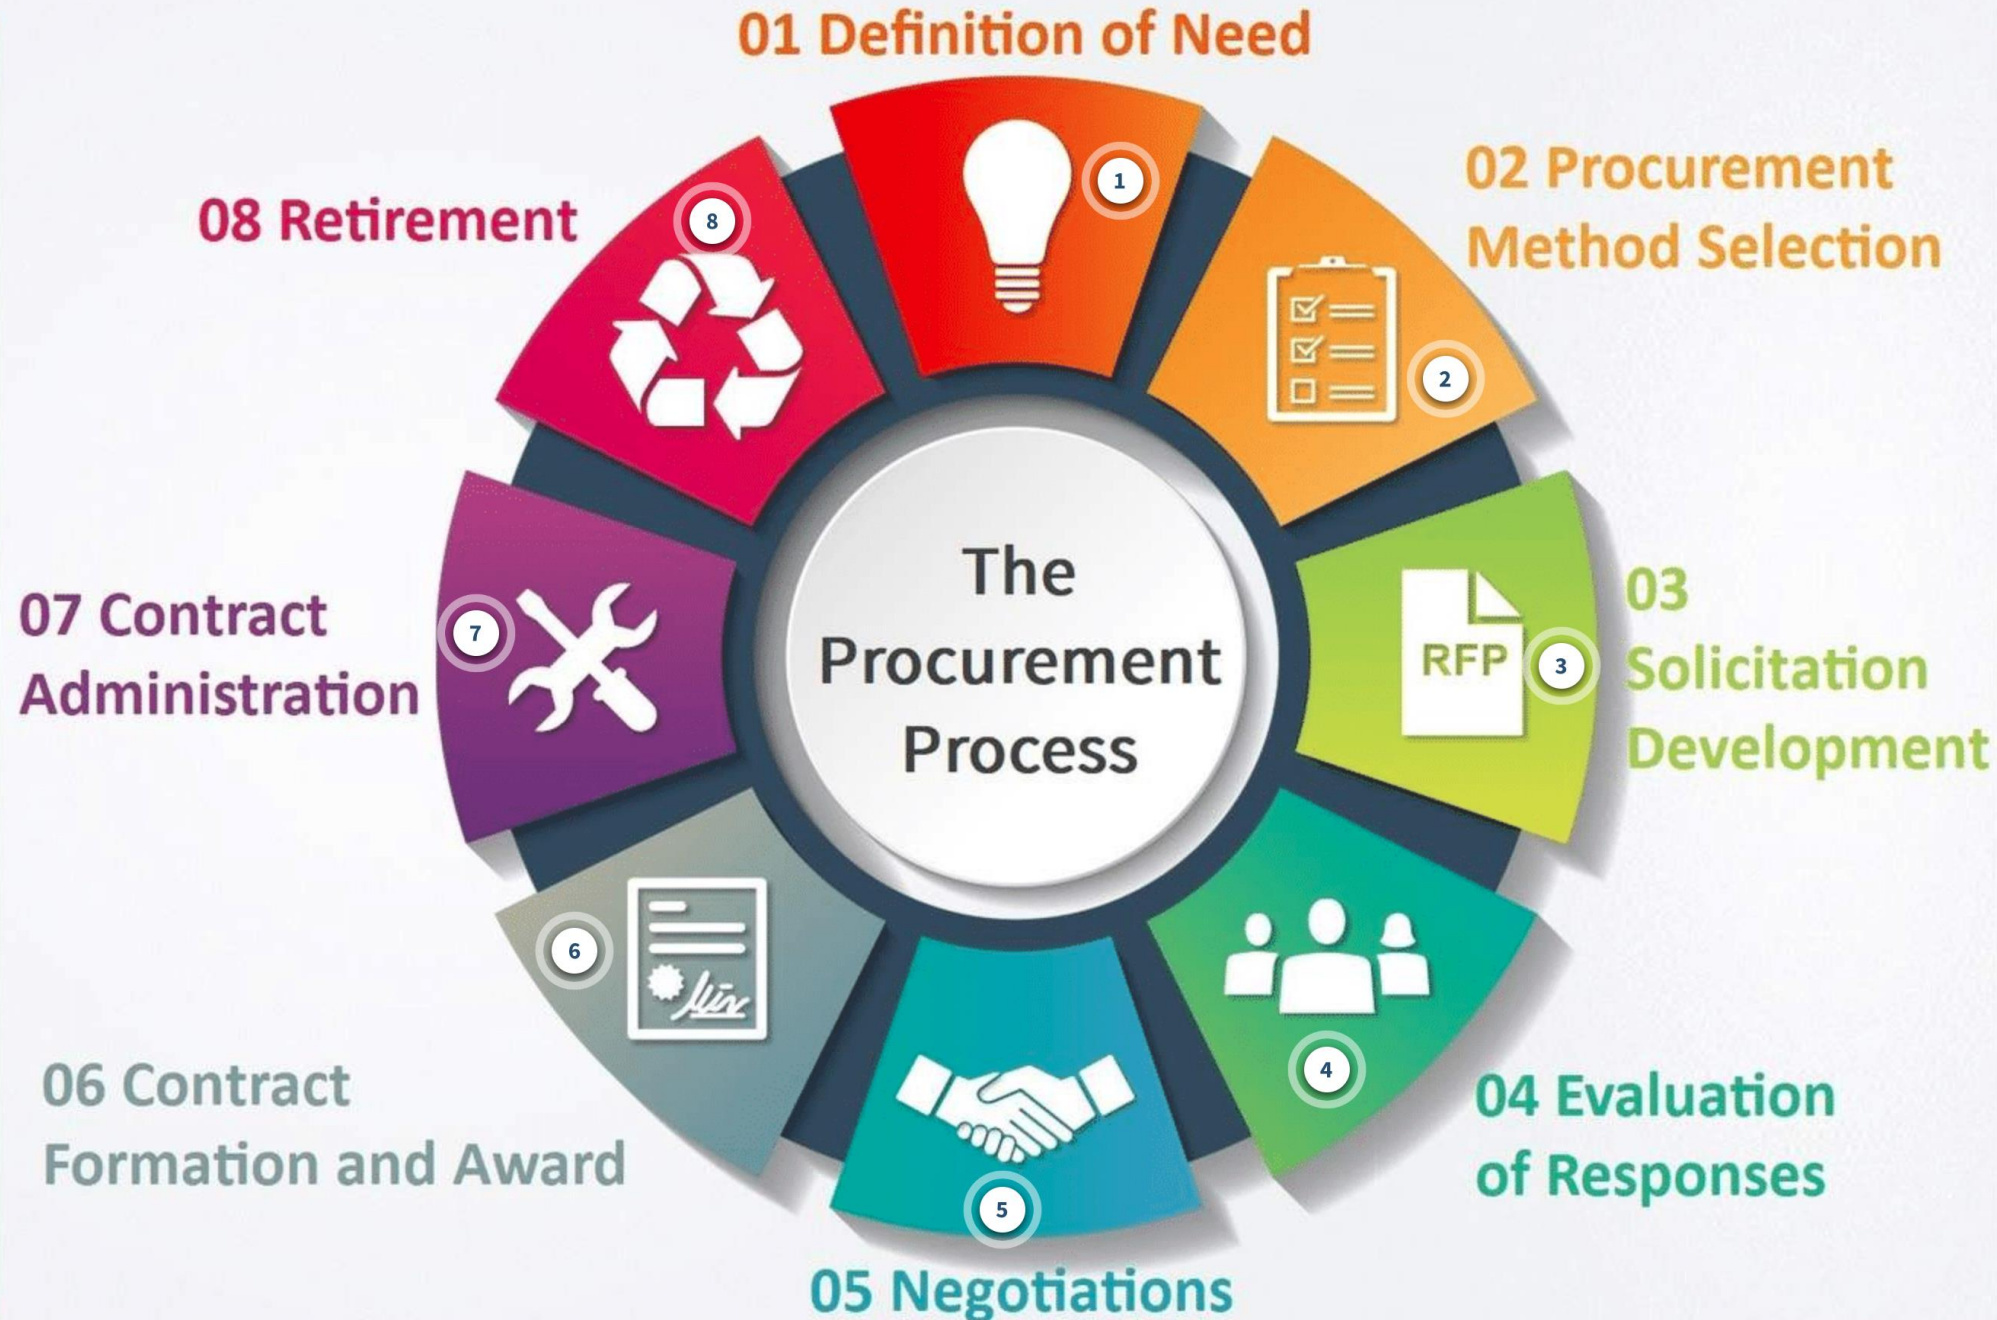 01 Definition of Need
1
02 Procurement
Method Selection
2
03
Solicitation
Development
RFP
3
04 Evaluation
of Responses
4
05 Negotiations
5
06 Contract
Formation and Award
6
07 Contract
Administration
7
08 Retirement
8
The
Procurement
Process